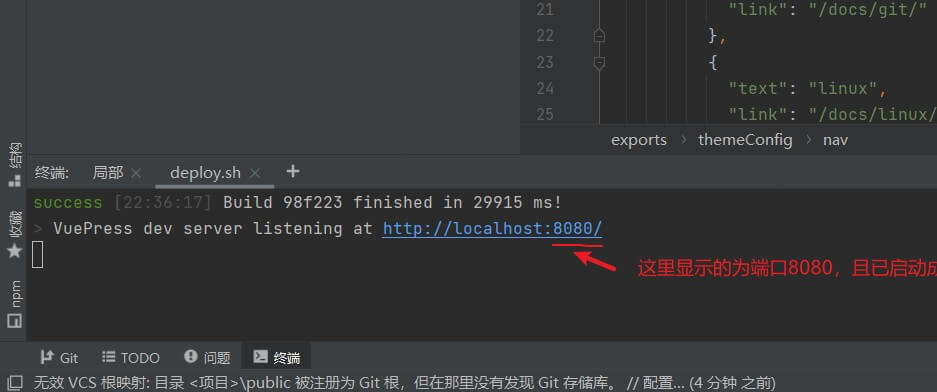 21 "link": "/docs/git/"
22 },
23 {
24 "text": "linux",
25 "link": "/docs/linux/
exports › themeConfig › nav
终端: 局部 × deploy.sh × +
success [22:36:17] Build 98f223 finished in 29915 ms!
> VuePress dev server listening at http://localhost:8080/
这里显示的为端口8080，且已启动成
结构
收藏
npm
Git TODO 问题 终端
无效 VCS 根映射: 目录 <项目>\public 被注册为 Git 根，但在那里没有发现 Git 存储库。 // 配置... (4 分钟 之前)